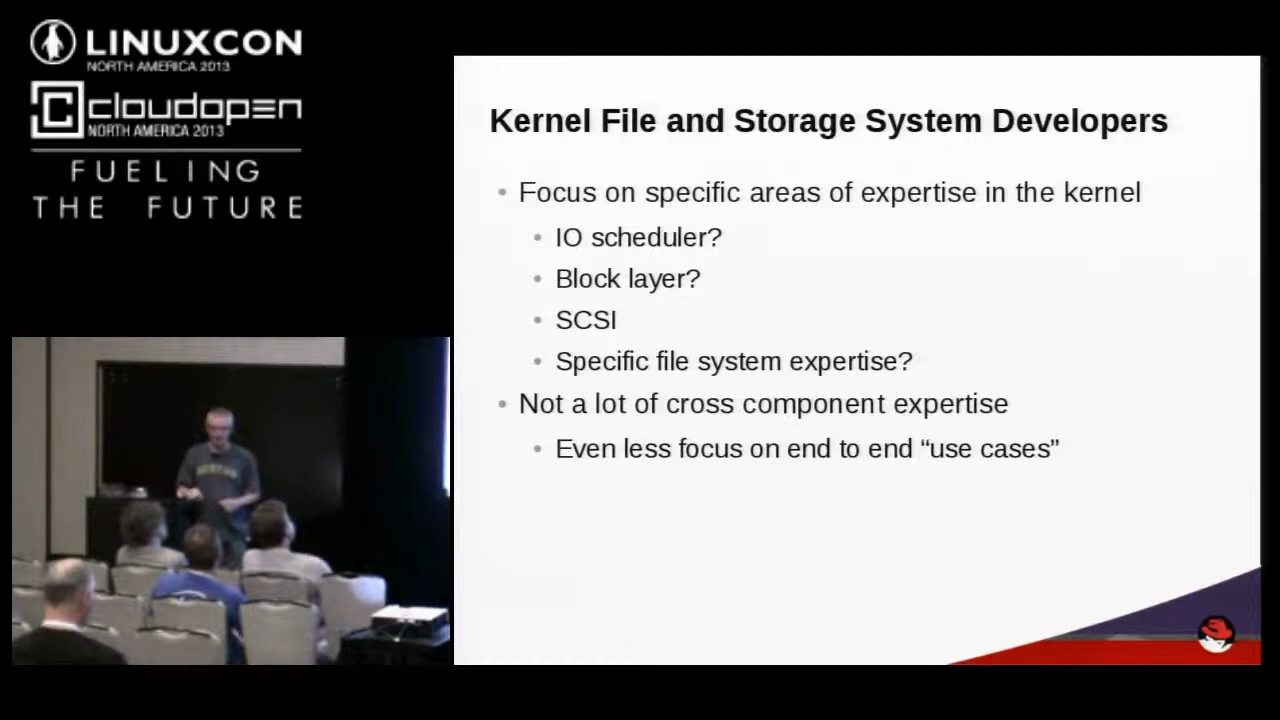 LINUXCON
NORTH AMERICA 2013
cloudopen
NORTH AMERICA 2013
FUELING
THE FUTURE
Kernel File and Storage System Developers
• Focus on specific areas of expertise in the kernel
• IO scheduler?
• Block layer?
• SCSI
• Specific file system expertise?
• Not a lot of cross component expertise
• Even less focus on end to end “use cases”